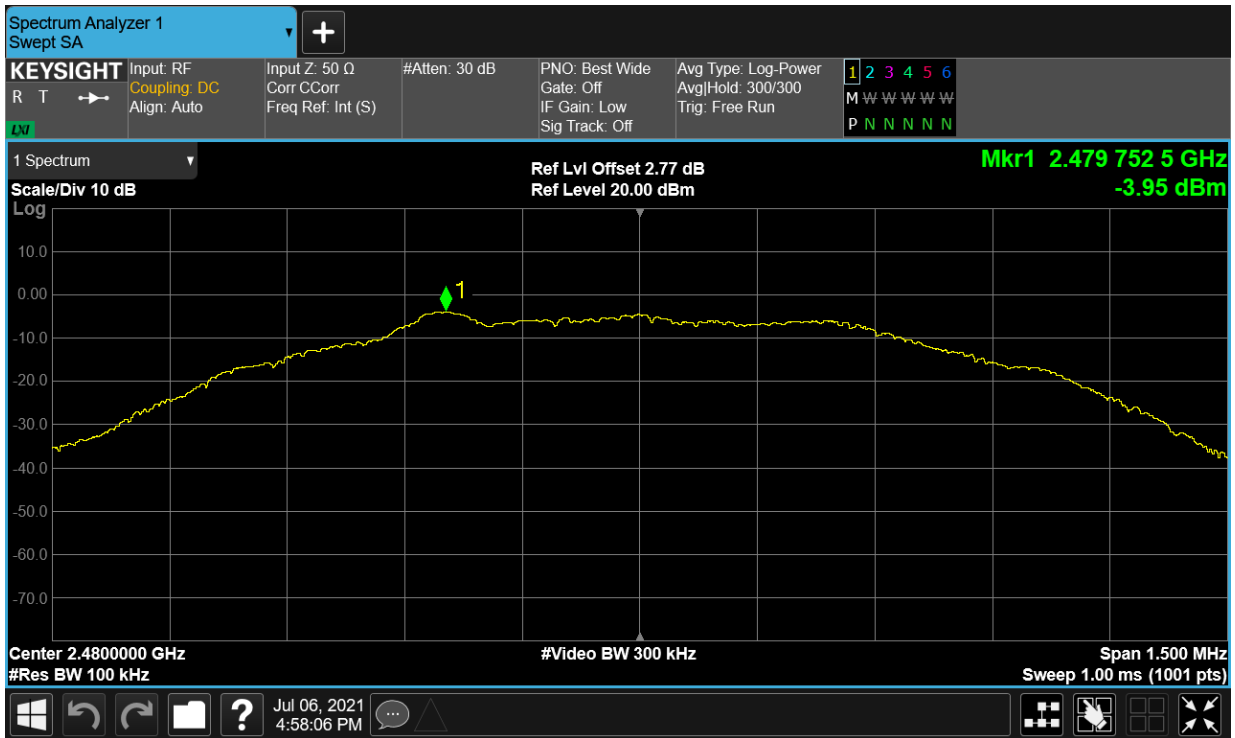 Spectrum Analyzer 1
Swept SA
KEYSIGHT
R T
LXI
Input: RF
Coupling: DC
Align: Auto
Input Z: 50 Ω
Corr CCorr
Freq Ref: Int (S)
#Atten: 30 dB
PNO: Best Wide
Gate: Off
IF Gain: Low
Sig Track: Off
Avg Type: Log-Power
Avg|Hold: 300/300
Trig: Free Run
1 2 3 4 5 6
M W W W W W
P N N N N N
1 Spectrum
Scale/Div 10 dB
Log
Ref Lvl Offset 2.77 dB
Ref Level 20.00 dBm
Mkr1 2.479 752 5 GHz
-3.95 dBm
10.0
0.00
-10.0
-20.0
-30.0
-40.0
-50.0
-60.0
-70.0
1
Center 2.4800000 GHz
#Res BW 100 kHz
#Video BW 300 kHz
Span 1.500 MHz
Sweep 1.00 ms (1001 pts)
?
Jul 06, 2021
4:58:06 PM